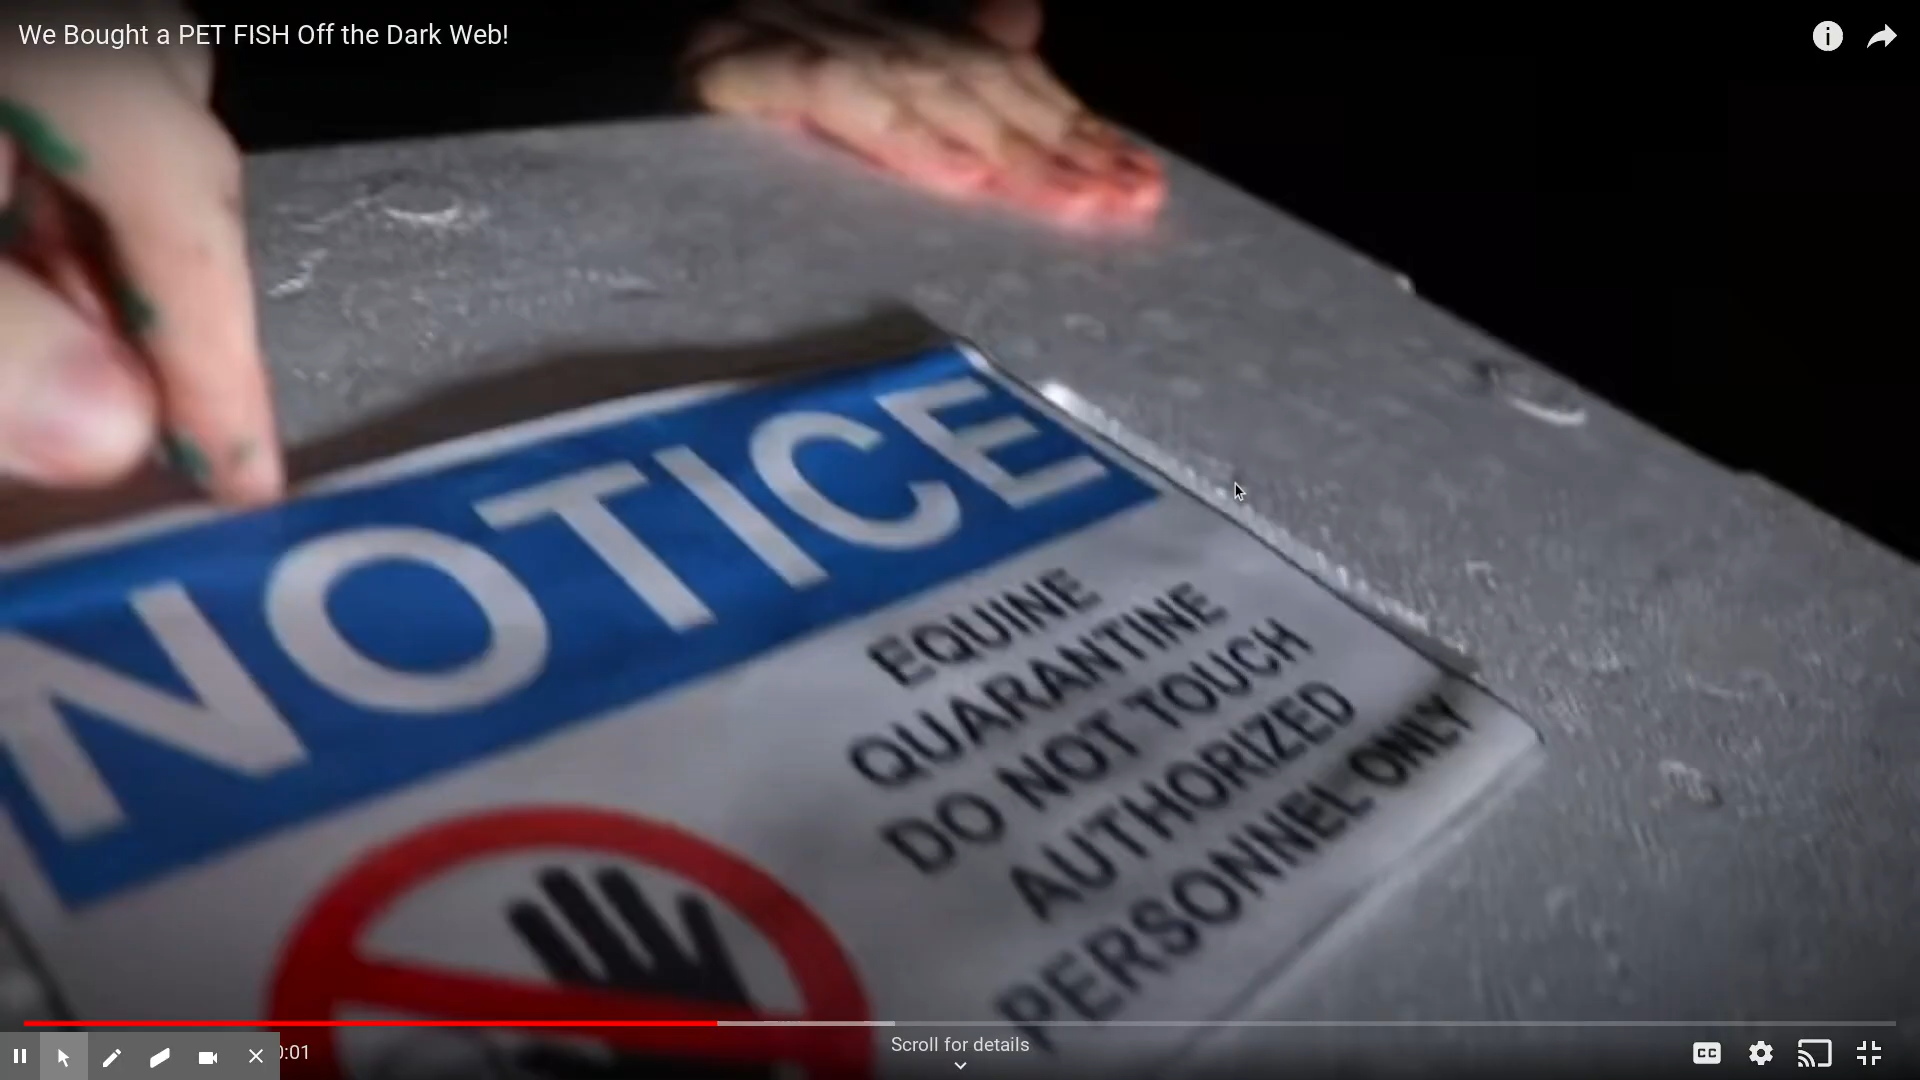 We Bought a PET FISH Off the Dark Web!
NOTICE
EQUINE
QUARANTINE
DO NOT TOUCH
AUTHORIZED
PERSONNEL ONLY
:01
Scroll for details
CC